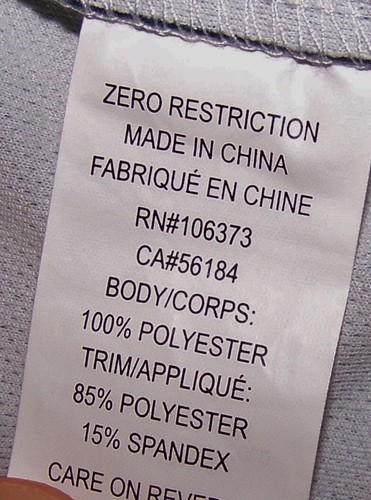 ZERO RESTRICTION
MADE IN CHINA
FABRIQUÉ EN CHINE
RN#106373
CA#56184
BODY/CORPS:
100% POLYESTER
TRIM/APPLIQUÉ:
85% POLYESTER
15% SPANDEX
CARE ON REVE